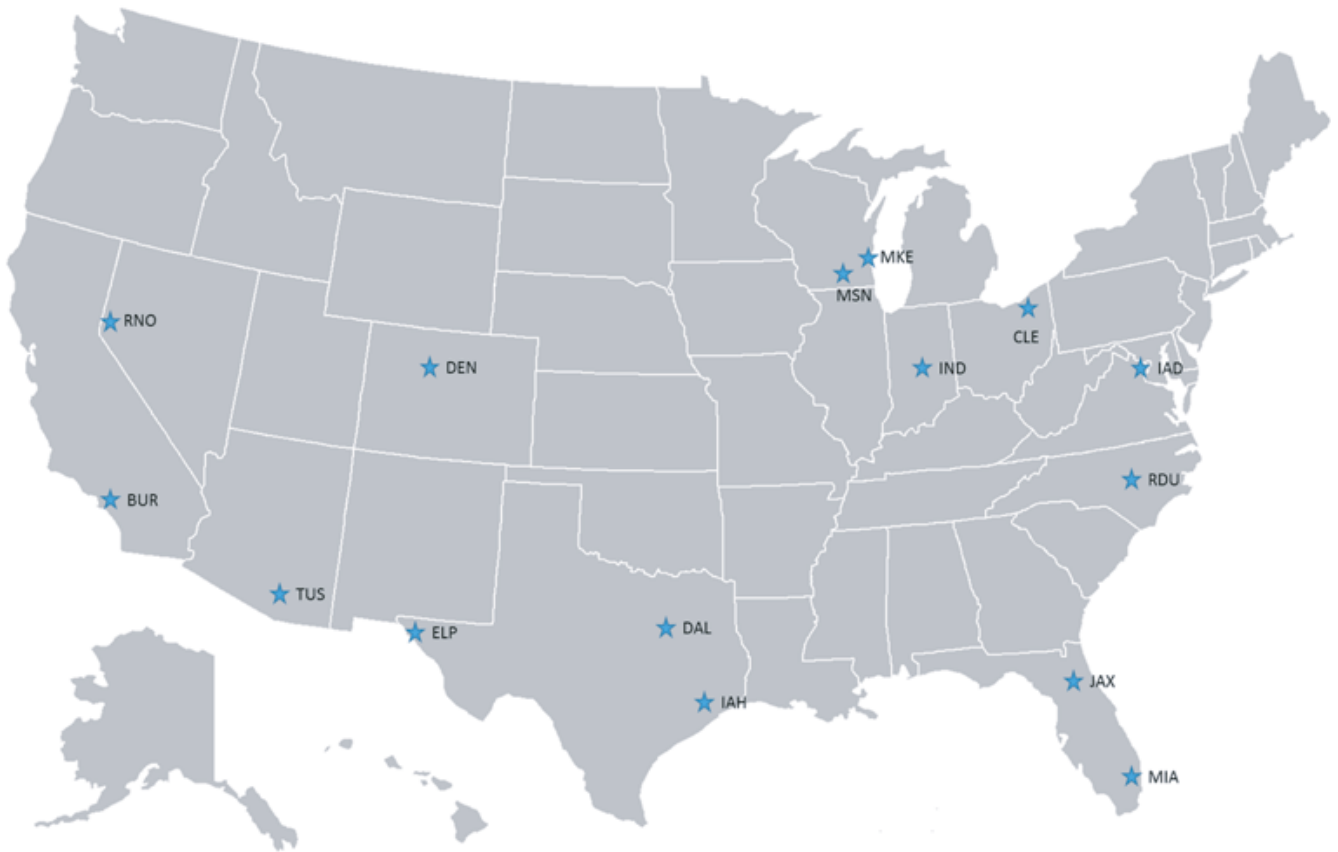 MKE
MSN
RNO
CLE
DEN
IND
IAD
RDU
BUR
TUS
DAL
ELP
JAX
IAH
MIA